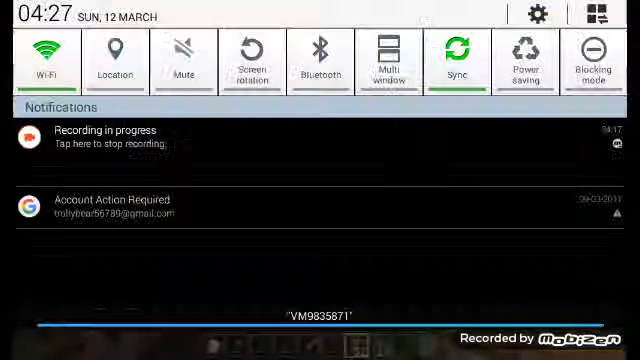 04:27 SUN, 12 MARCH
Wi-Fi
Location
Mute
Screen
rotation
Bluetooth
Multi
window
Sync
Power
saving
Blocking
mode
Notifications
Recording in progress
04:17
Tap here to stop recording.
Account Action Required
trollybear56789@gmail.com
"VM9835871"
Recorded by mobizen